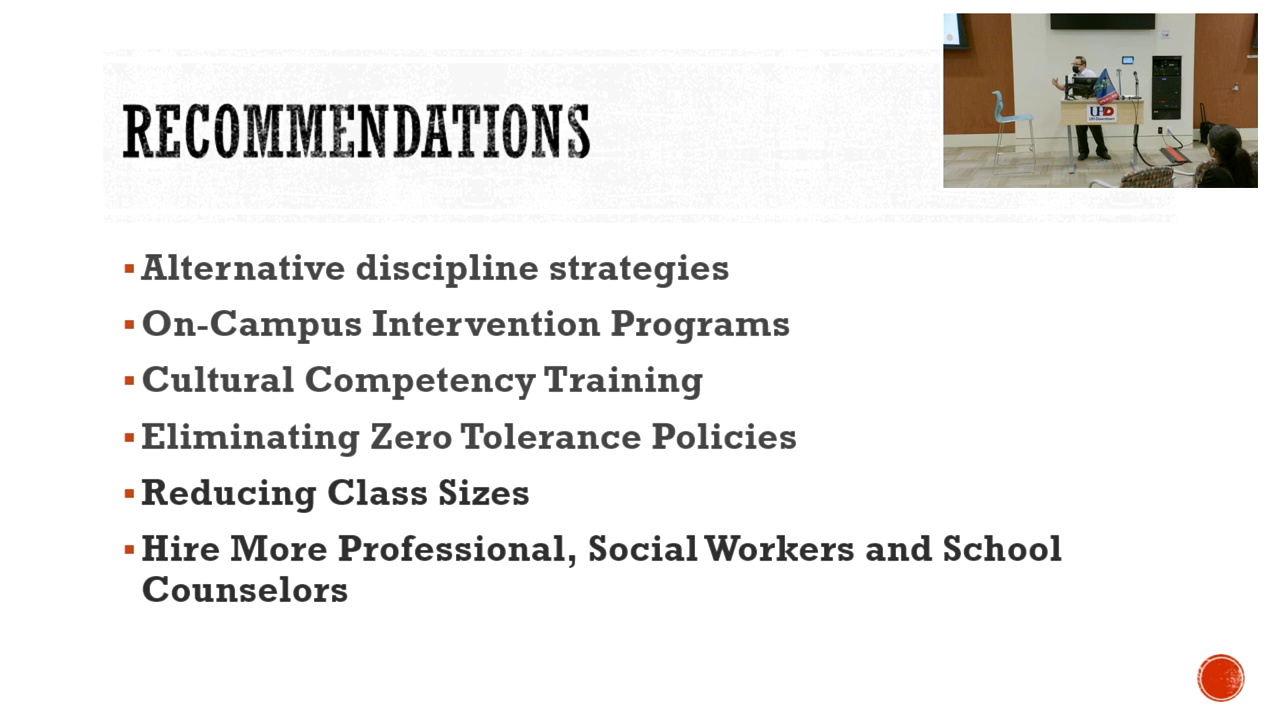 RECOMMENDATIONS
Alternative discipline strategies
On-Campus Intervention Programs
Cultural Competency Training
Eliminating Zero Tolerance Policies
Reducing Class Sizes
Hire More Professional, Social Workers and School
Counselors
UHD